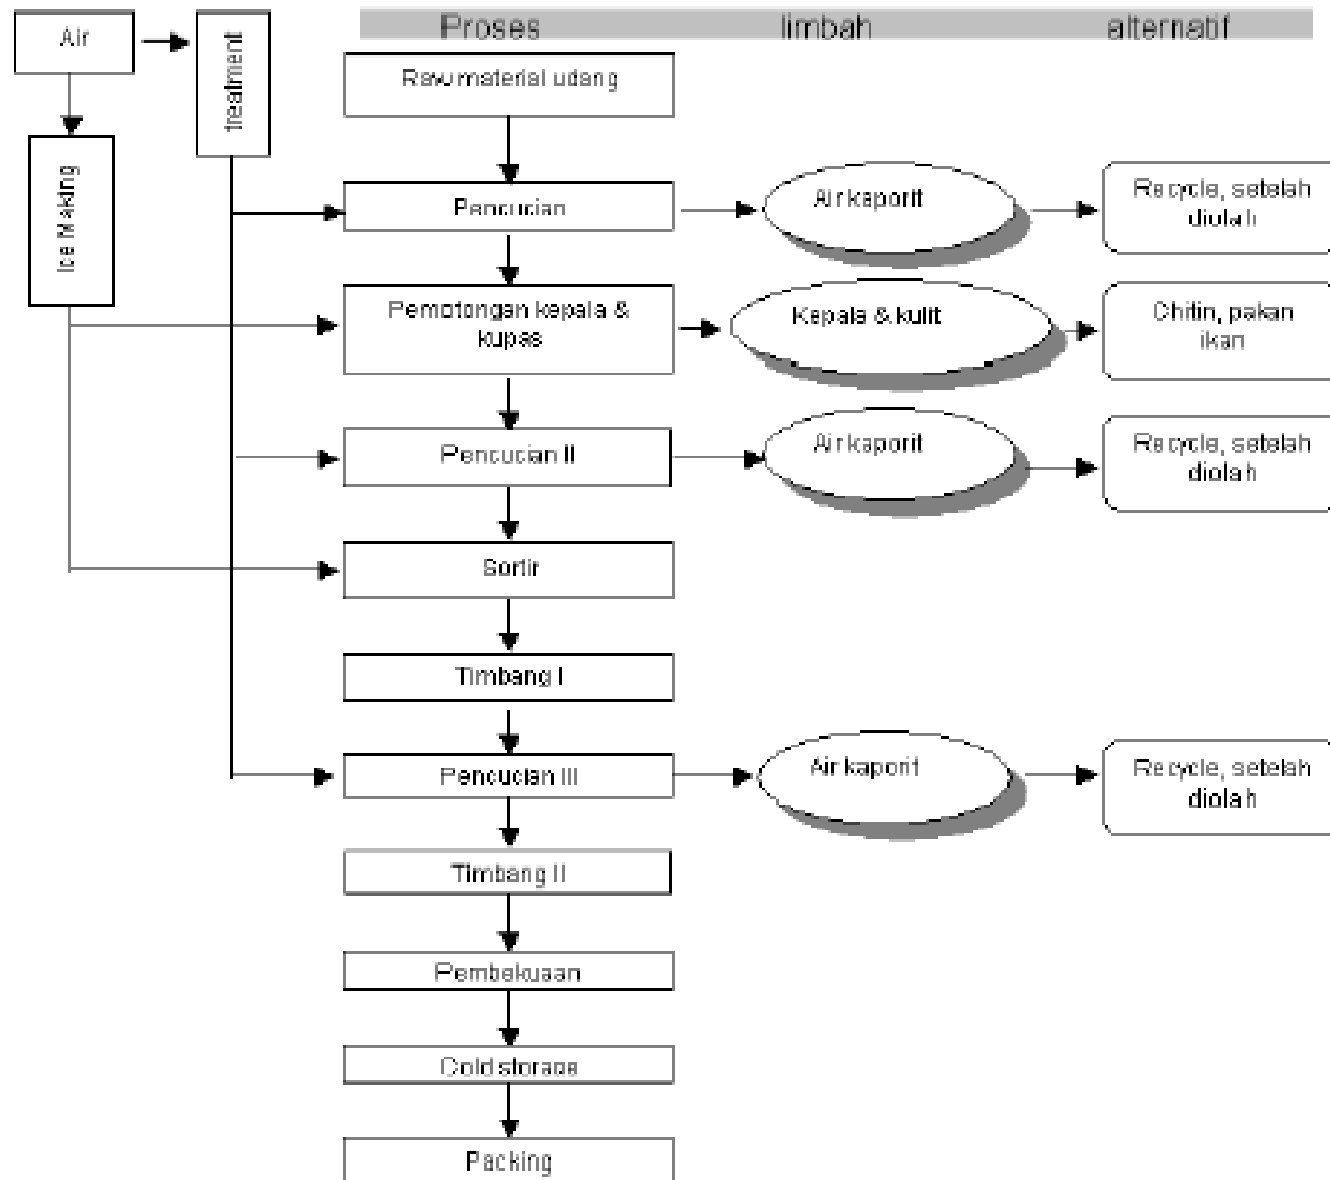 Proses limbah alternatif
Air
treatment
Ice Making
Raw material udang
Pencucian
Air kaporit
Recycle, setelah
diolah
Pemotongan kepala &
kupas
Kepala & kulit
Chitin, pakan
ikan
Pencucian II
Air kaporit
Recycle, setelah
diolah
Sortir
Timbang I
Pencucian III
Air kaporit
Recycle, setelah
diolah
Timbang II
Pembekuaan
Cold storage
Packing